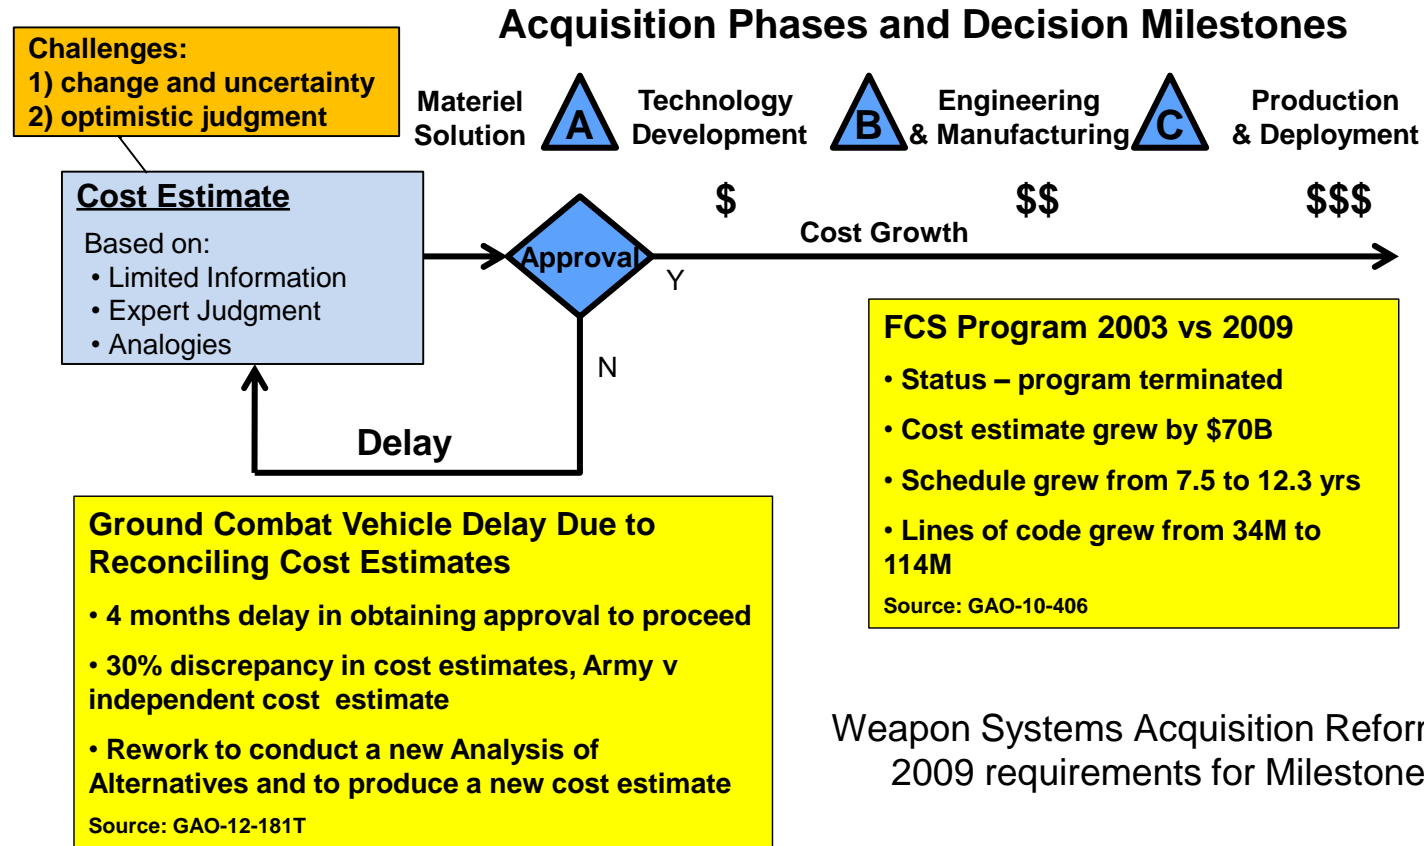 Acquisition Phases and Decision Milestones
Challenges:
1) change and uncertainty
2) optimistic judgment
Materiel
Solution
A
Technology
Development
B
Engineering
& Manufacturing
C
Production
& Deployment
Cost Estimate
Based on:
• Limited Information
• Expert Judgment
• Analogies
Approval
Y
N
Delay
$
$$
$$$
Cost Growth
FCS Program 2003 vs 2009
• Status – program terminated
• Cost estimate grew by $70B
• Schedule grew from 7.5 to 12.3 yrs
• Lines of code grew from 34M to
114M
Source: GAO-10-406
Ground Combat Vehicle Delay Due to
Reconciling Cost Estimates
• 4 months delay in obtaining approval to proceed
• 30% discrepancy in cost estimates, Army v
independent cost estimate
• Rework to conduct a new Analysis of
Alternatives and to produce a new cost estimate
Source: GAO-12-181T
Weapon Systems Acquisition
2009 requirements for Milestone